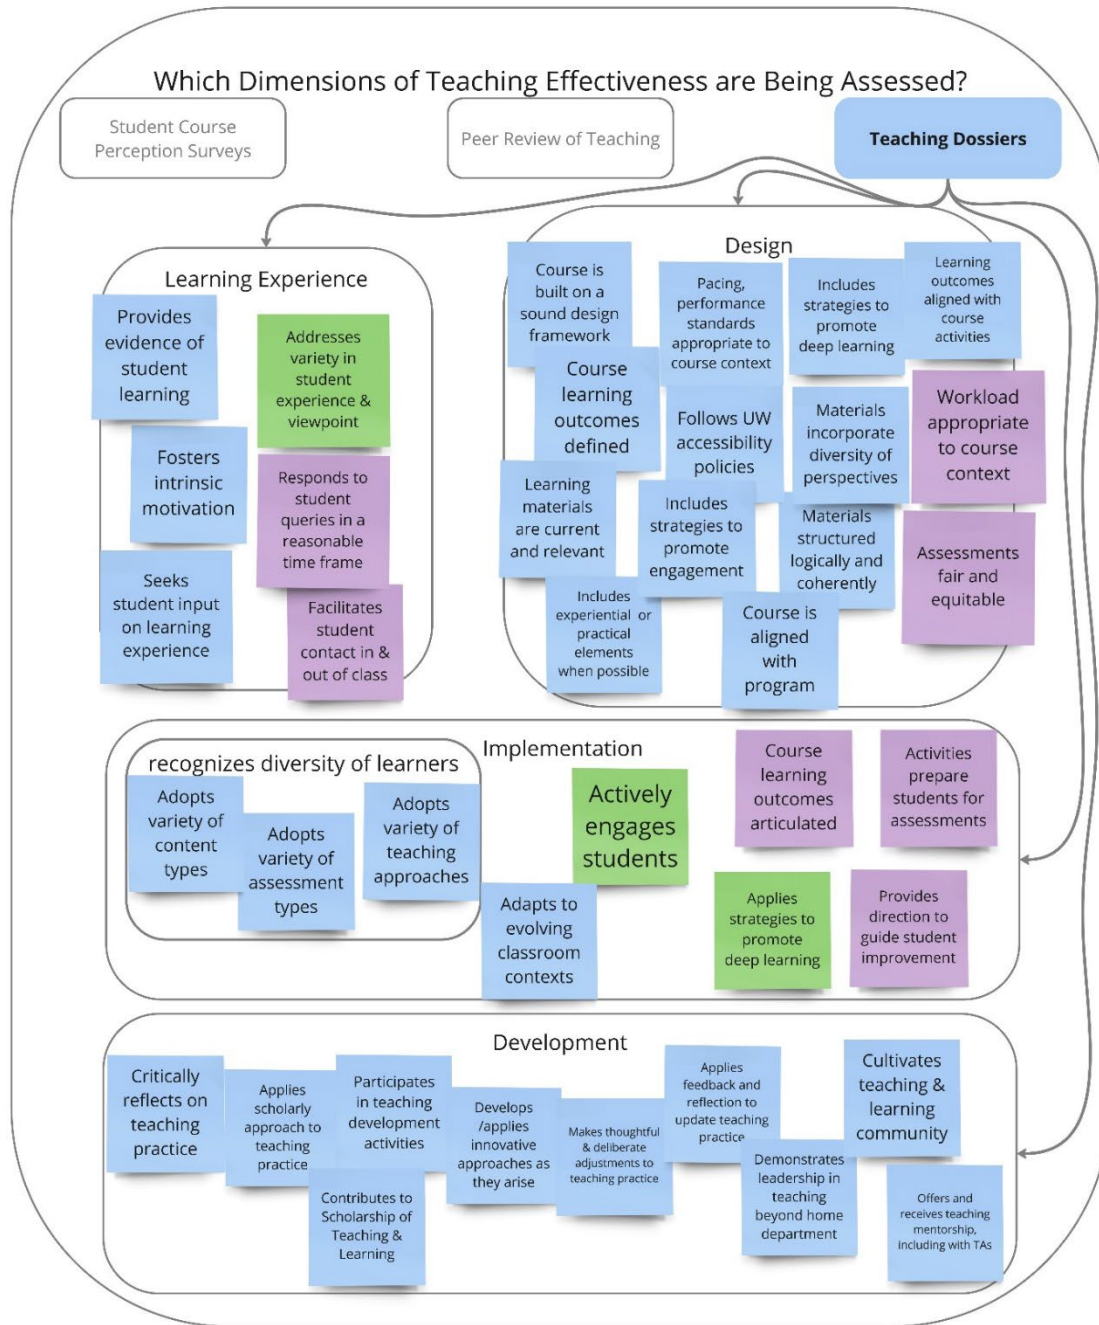 Which Dimensions of Teaching Effectiveness are Being Assessed?
Student Course
Perception Surveys
Peer Review of Teaching
Teaching Dossiers
Learning Experience
Provides
evidence of
student
learning
Addresses
variety in
student
experience &
viewpoint
Fosters
intrinsic
motivation
Responds to
student
queries in a
reasonable
time frame
Seeks
student input
on learning
experience
Facilitates
student
contact in &
out of class
Design
Course is
built on a
sound design
framework
Pacing,
performance
standards
appropriate to
course context
Includes
strategies to
promote
deep learning
Learning
outcomes
aligned with
course
activities
Course
learning
outcomes
defined
Follows UW
accessibility
policies
Materials
incorporate
diversity of
perspectives
Workload
appropriate
to course
context
Learning
materials
are current
and relevant
Includes
strategies to
promote
engagement
Materials
structured
logically and
coherently
Assessments
fair and
equitable
Includes
experiential or
practical
elements
when possible
Course is
aligned
with
program
Implementation
recognizes diversity of learners
Adopts
variety of
content
types
Adopts
variety of
assessment
types
Adopts
variety of
teaching
approaches
Adapts to
evolving
classroom
contexts
Actively
engages
students
Course
learning
outcomes
articulated
Activities
prepare
students for
assessments
Applies
strategies to
promote
deep learning
Provides
direction to
guide student
improvement
Development
Critically
reflects on
teaching
practice
Applies
scholarly
approach to
teaching
practice
Participates
in teaching
development
activities
Contributes to
Scholarship of
Teaching &
Learning
Develops
/applies
innovative
approaches as
they arise
Makes thoughtful
& deliberate
adjustments to
teaching practice
Applies
feedback and
reflection to
update teaching
practice
Demonstrates
leadership in
teaching
beyond home
department
Cultivates
teaching &
learning
community
Offers and
receives teaching
mentorship,
including with TAs